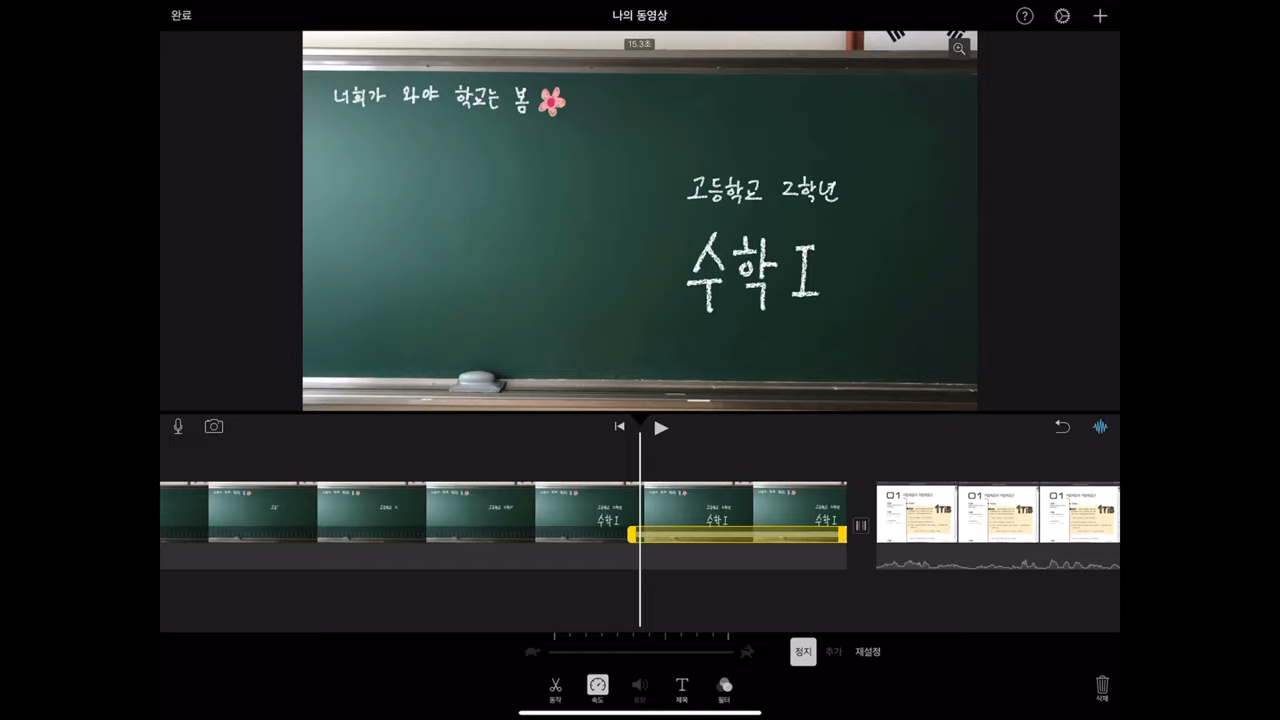 완료
나의 동영상
?
15.3초
너희가 와야 학교는 봄
고등학교 2학년
수학 I
정지
추가
재설정
동작
속도
음량
제목
필터
삭제